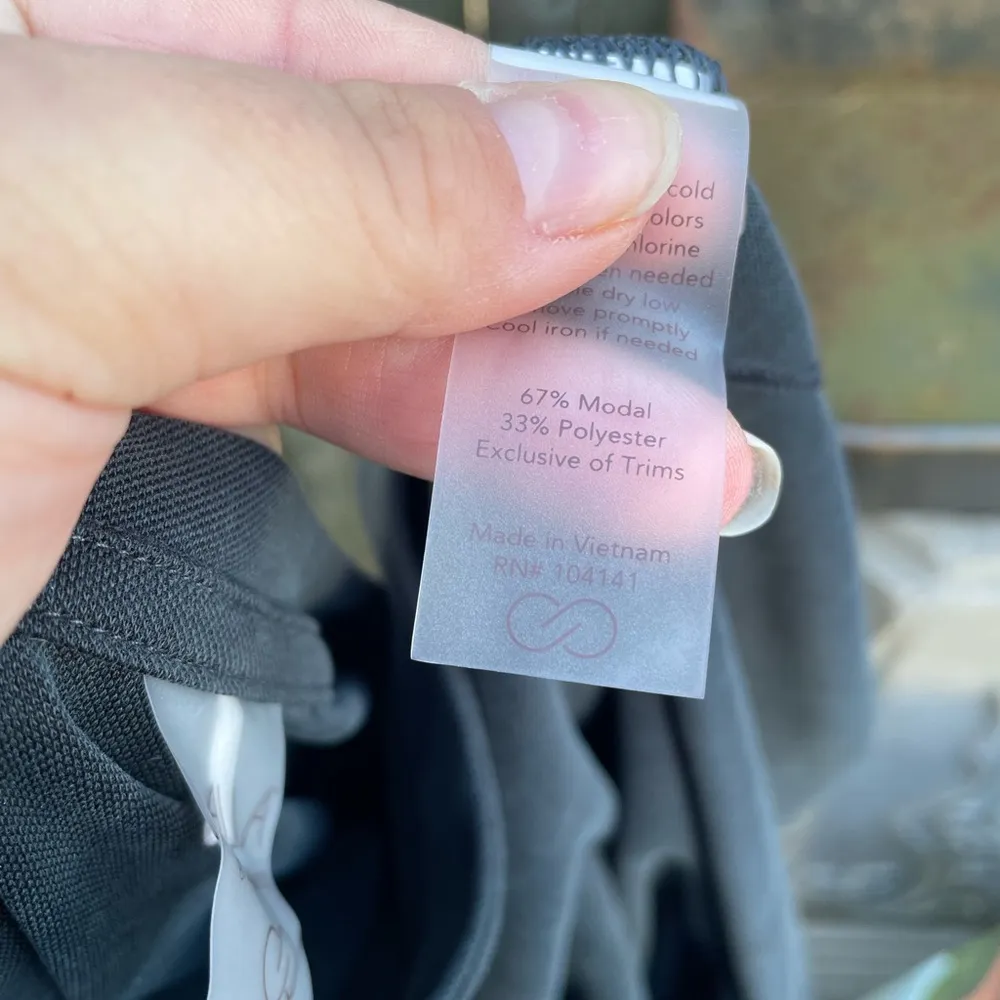 cold
olors
hlorine
en needed
e dry low
ove promptly
Cool iron if needed
67% Modal
33% Polyester
Exclusive of Trims
Made in Vietnam
RN# 104141